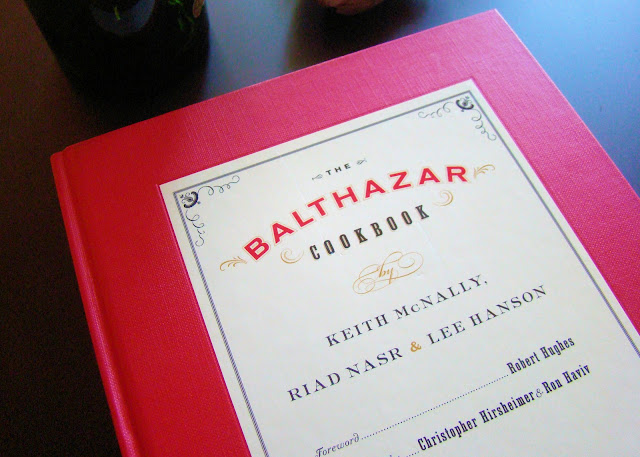 THE
BALTHAZAR
COOKBOOK
by
KEITH McNALLY,
RIAD NASR & LEE HANSON
Foreword..............................Robert Hughes
Christopher Hirsheimer & Ron Haviv